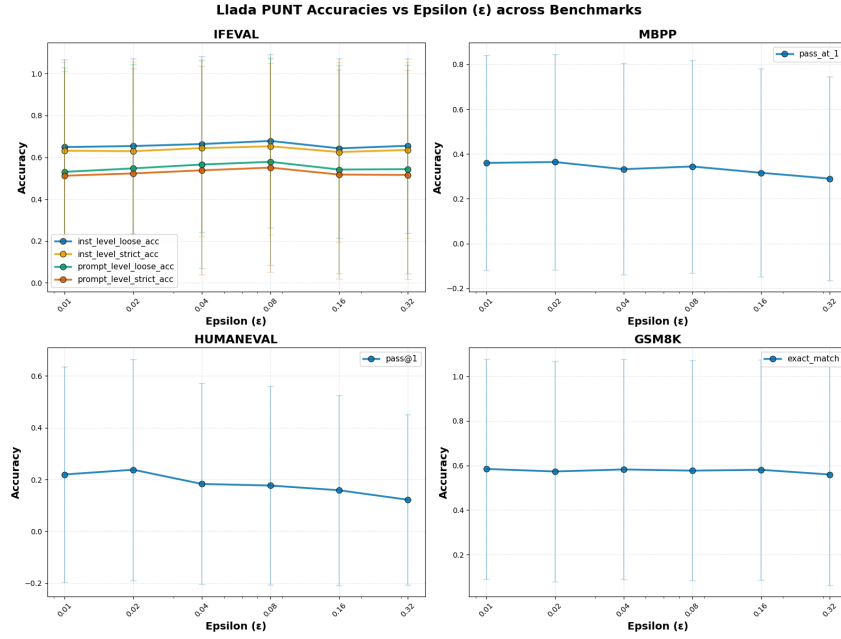 Llada PUNT Accuracies vs Epsilon (ε) across Benchmarks
IFEVAL
Accuracy
1.0
0.8
0.6
0.4
0.2
0.0
inst_level_loose_acc
inst_level_strict_acc
prompt_level_loose_acc
prompt_level_strict_acc
0.01
0.02
0.04
0.08
0.16
0.32
Epsilon (ε)
MBPP
Accuracy
0.8
0.6
0.4
0.2
0.0
−0.2
pass_at_1
0.01
0.02
0.04
0.08
0.16
0.32
Epsilon (ε)
HUMANEVAL
Accuracy
0.6
0.4
0.2
0.0
−0.2
pass@1
0.01
0.02
0.04
0.08
0.16
0.32
Epsilon (ε)
GSM8K
Accuracy
1.0
0.8
0.6
0.4
0.2
exact_match
0.01
0.02
0.04
0.08
0.16
0.32
Epsilon (ε)